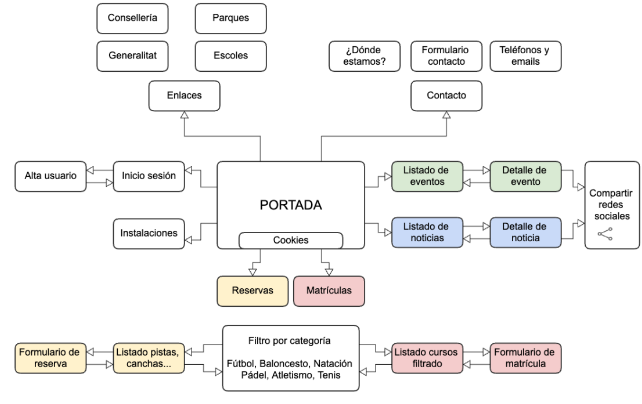 Consellería
Parques
Generalitat
Escoles
¿Dónde
estamos?
Formulario
contacto
Teléfonos y
emails
Enlaces
Contacto
Alta usuario
Inicio sesión
Listado de
eventos
Detalle de
evento
PORTADA
Compartir
redes
sociales
Instalaciones
Cookies
Listado de
noticias
Detalle de
noticia
Reservas
Matrículas
Formulario de
reserva
Listado pistas,
canchas...
Filtro por categoría
Fútbol, Baloncesto, Natación
Pádel, Atletismo, Tenis
Listado cursos
filtrado
Formulario de
matrícula